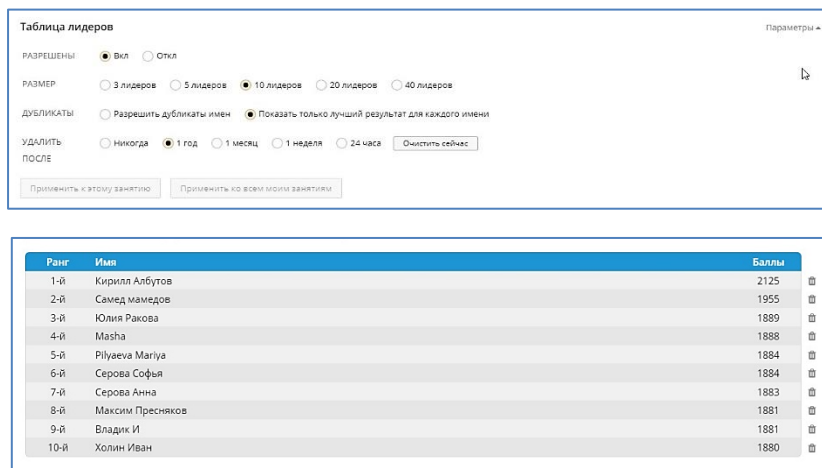 Таблица лидеров Параметры
РАЗРЕШЕНЫ Вкл Откл
РАЗМЕР 3 лидеров 5 лидеров 10 лидеров 20 лидеров 40 лидеров
ДУБЛИКАТЫ Разрешить дубликаты имен Показать только лучший результат для каждого имени
УДАЛИТЬ Никогда 1 год 1 месяц 1 неделя 24 часа Очистить сейчас
ПОСЛЕ
Применить к этому занятию Применить ко всем моим занятиям
Ранг Имя Баллы
1-й Кирилл Албутов 2125
2-й Самед мамедов 1955
3-й Юлия Ракова 1889
4-й Masha 1888
5-й Pilyaeva Mariya 1884
6-й Серова Софья 1884
7-й Серова Анна 1883
8-й Максим Пресняков 1881
9-й Владик И 1881
10-й Холин Иван 1880